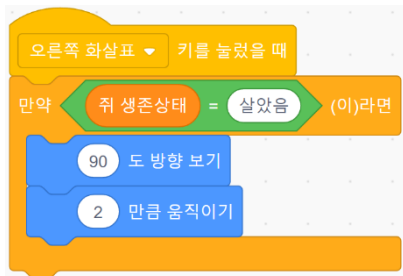 오른쪽 화살표 키를 눌렀을 때
만약 쥐 생존상태 = 살았음 (이)라면
90 도 방향 보기
2 만큼 움직이기